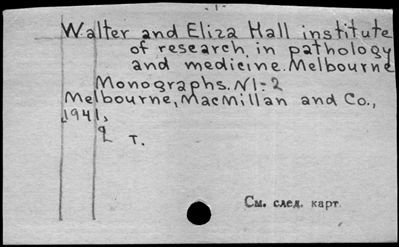 Walter and Eliza Hall institute
of research in pathology
and medicine. Melbourne
Monographs. N1-2
Melbourne, Macmillan and Co.,
1941,
2 т.
См. след. карт.